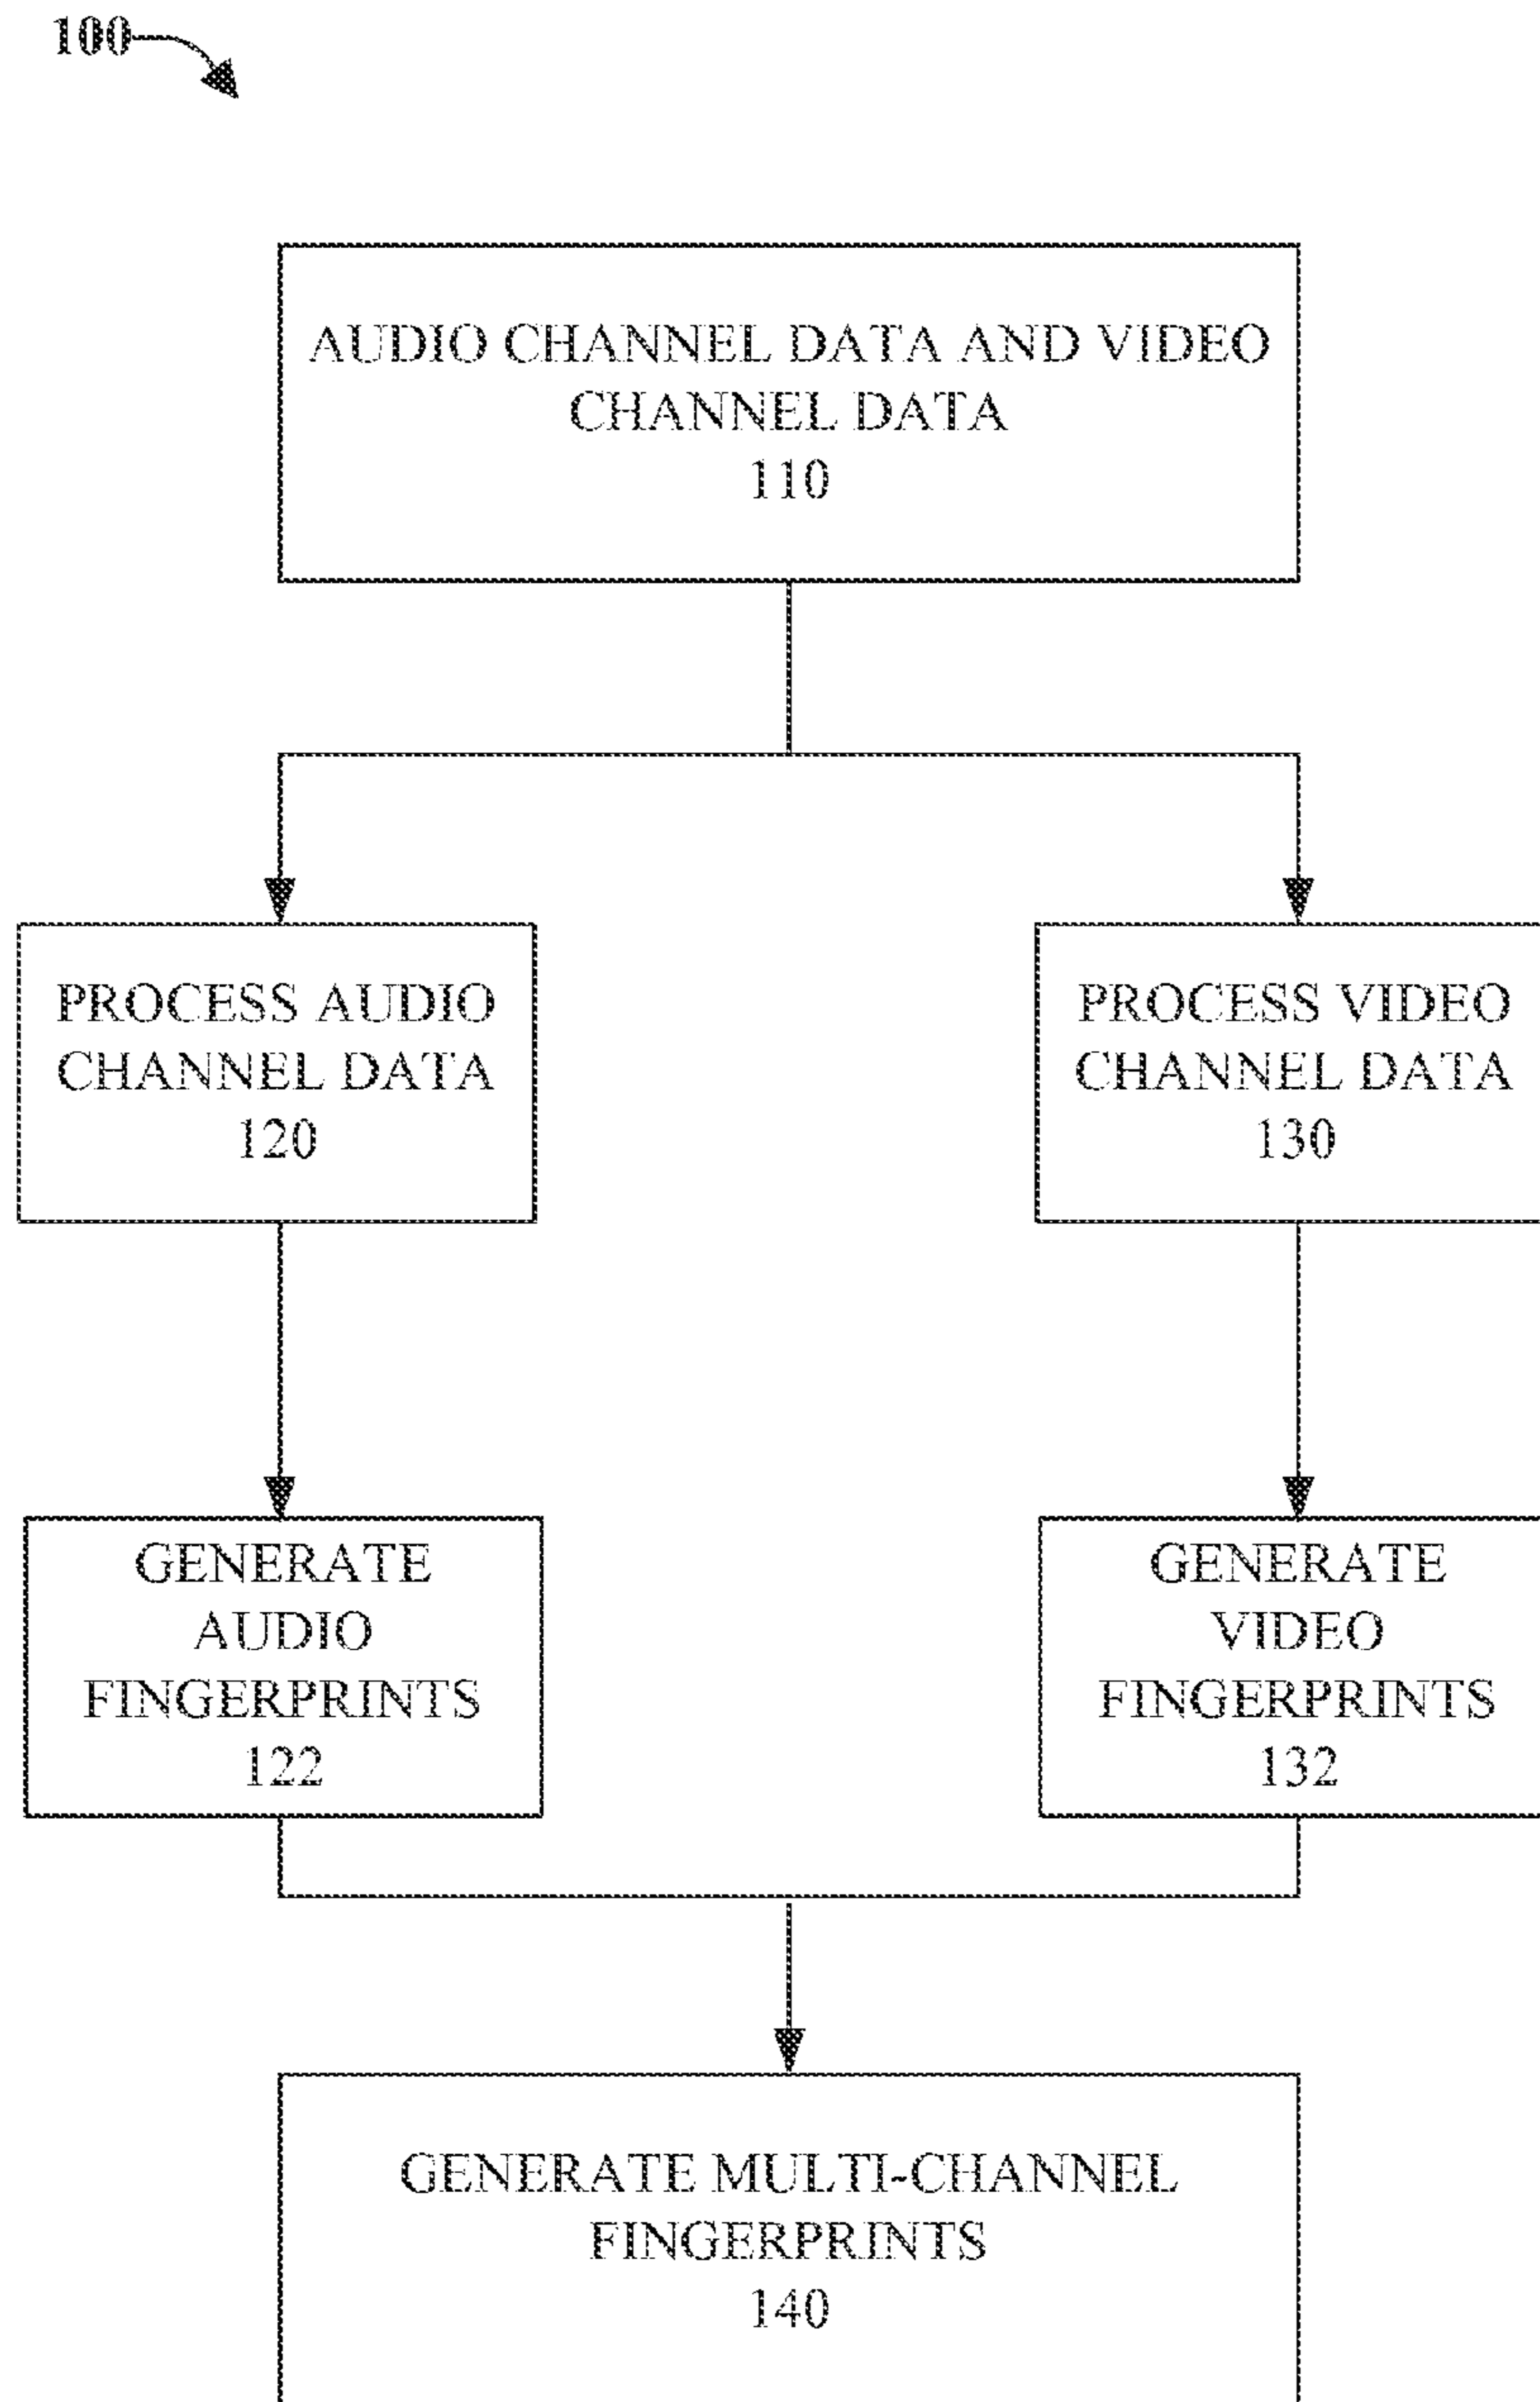 100
AUDIO CHANNEL DATA AND VIDEO
CHANNEL DATA
110
PROCESS AUDIO
CHANNEL DATA
120
PROCESS VIDEO
CHANNEL DATA
130
GENERATE
AUDIO
FINGERPRINTS
122
GENERATE
VIDEO
FINGERPRINTS
132
GENERATE MULTI-CHANNEL
FINGERPRINTS
140